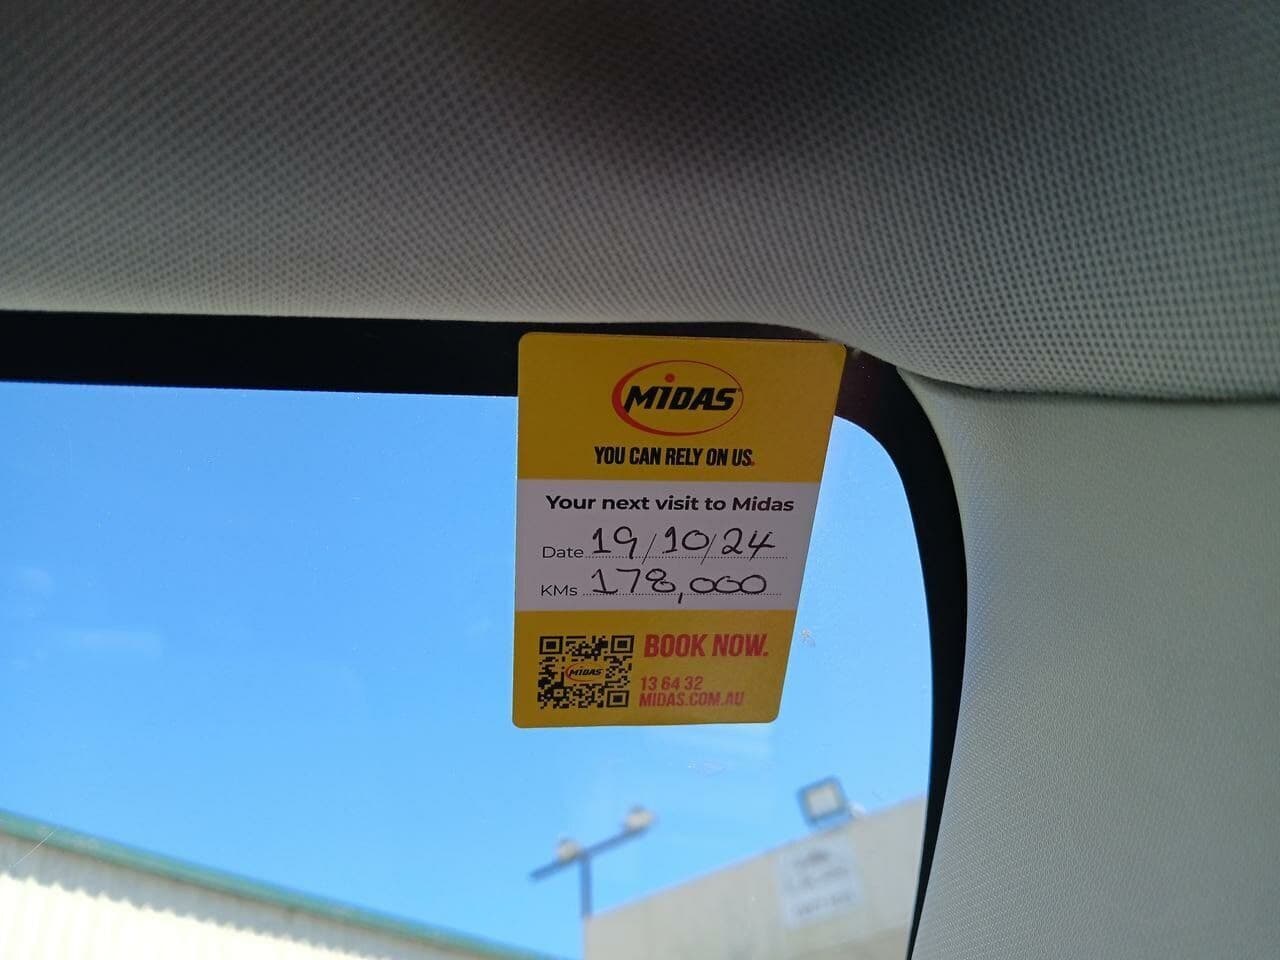 MIDAS
YOU CAN RELY ON US.
Your next visit to Midas
Date 19/10/24
KMs 178,000
MIDAS
BOOK NOW.
13 64 32
MIDAS.COM.AU